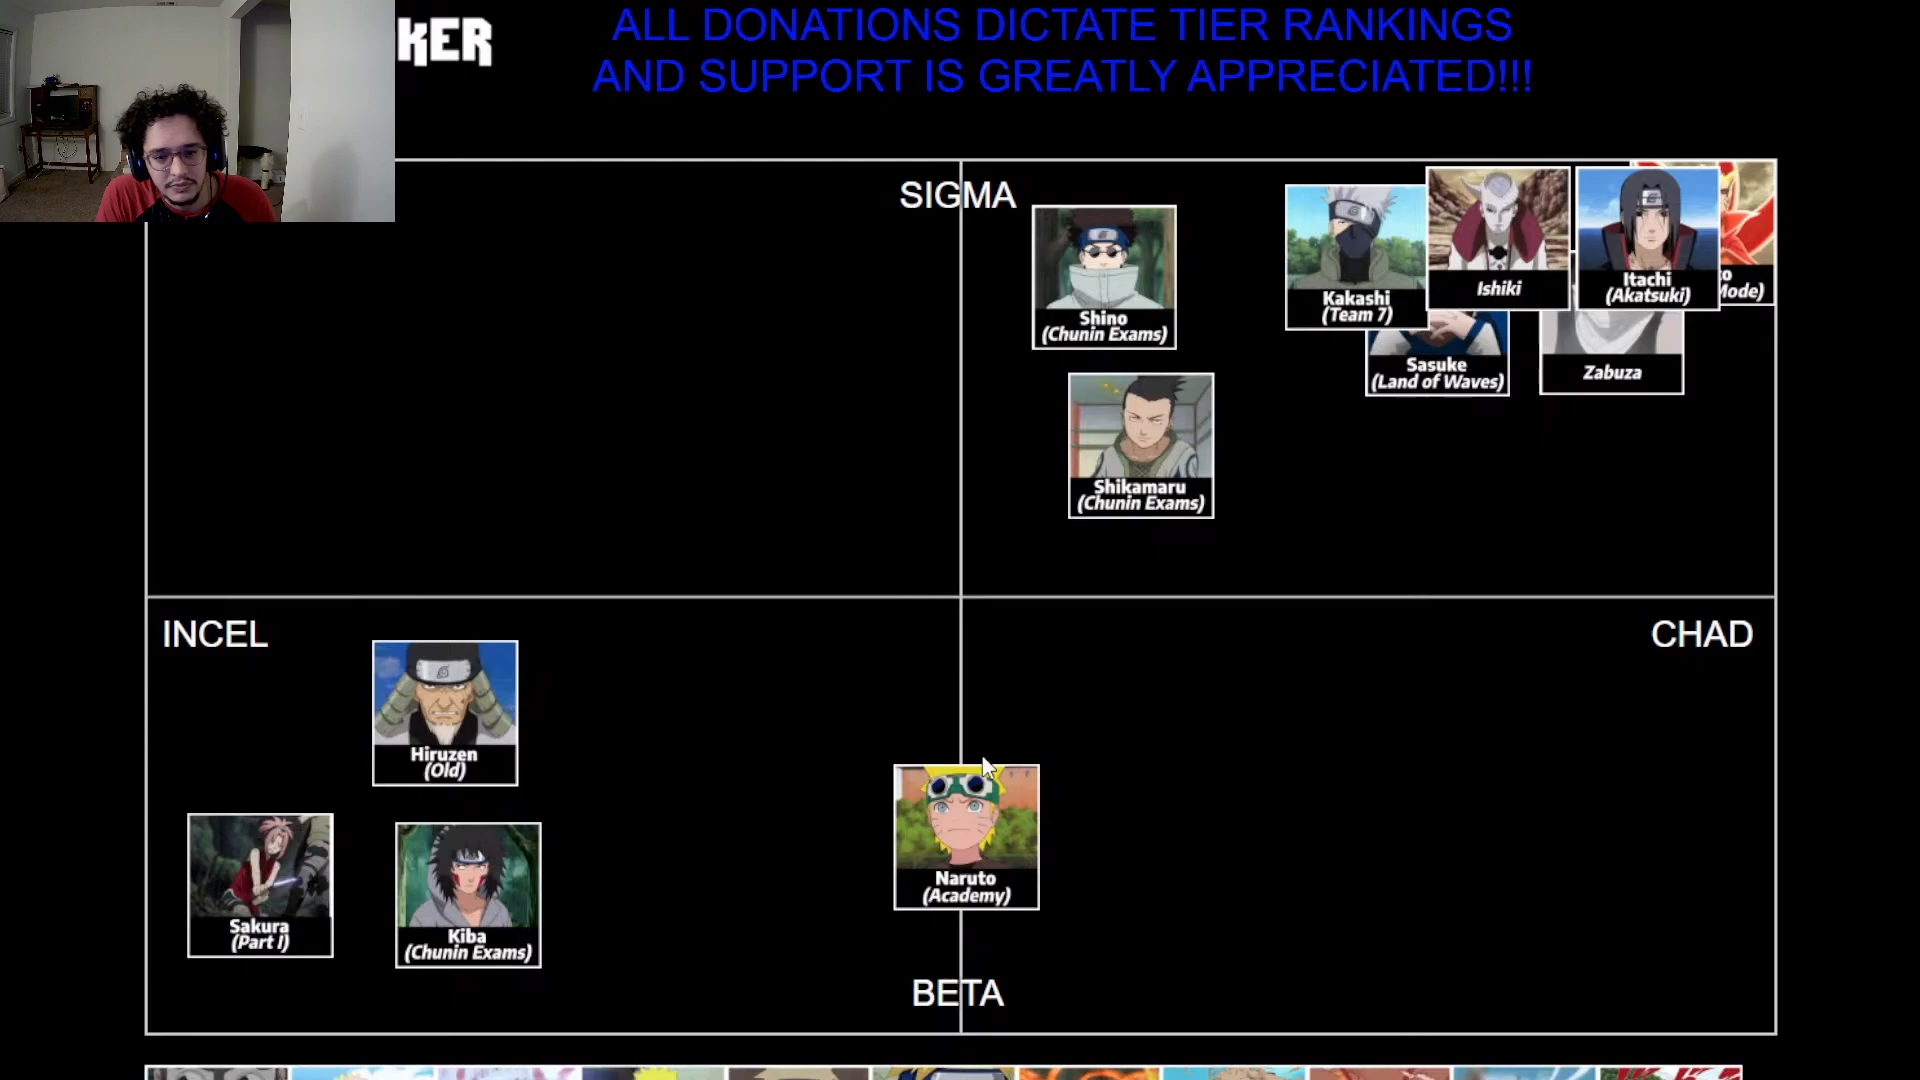 KER
ALL DONATIONS DICTATE TIER RANKINGS
AND SUPPORT IS GREATLY APPRECIATED!!!
SIGMA
Shino
(Chunin Exams)
Kakashi
(Team 7)
Ishiki
Itachi
(Akatsuki)
o
Mode)
Sasuke
(Land of Waves)
Zabuza
Shikamaru
(Chunin Exams)
INCEL
CHAD
Hiruzen
(Old)
Naruto
(Academy)
Sakura
(Part I)
Kiba
(Chunin Exams)
BETA